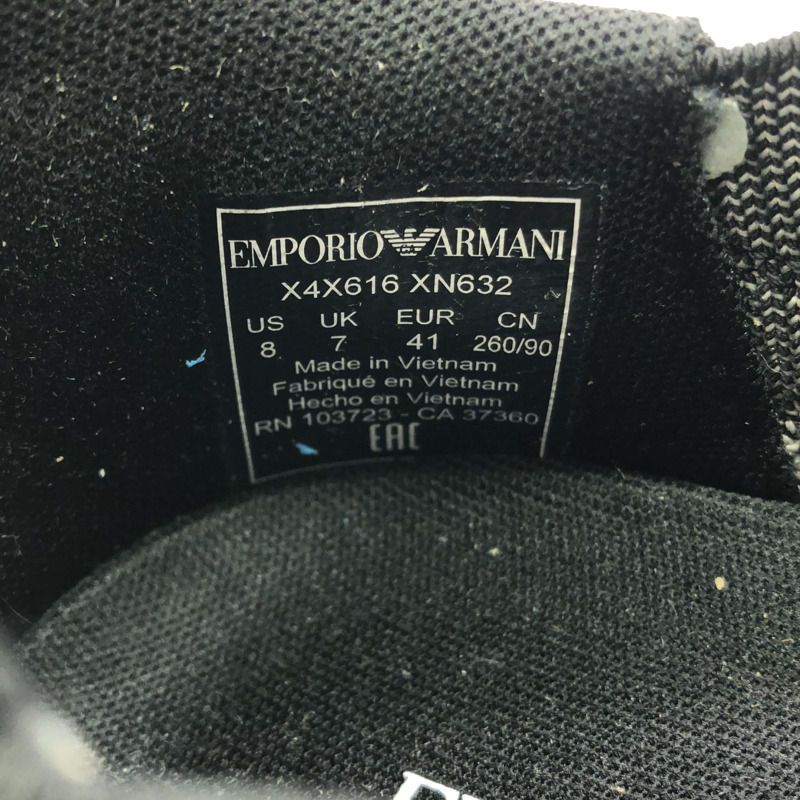 EMPORIO ARMANI
X4X616 XN632
US UK EUR CN
8 7 41 260/90
Made in Vietnam
Fabriqué en Vietnam
Hecho en Vietnam
RN 103723 - CA 37360
EAC